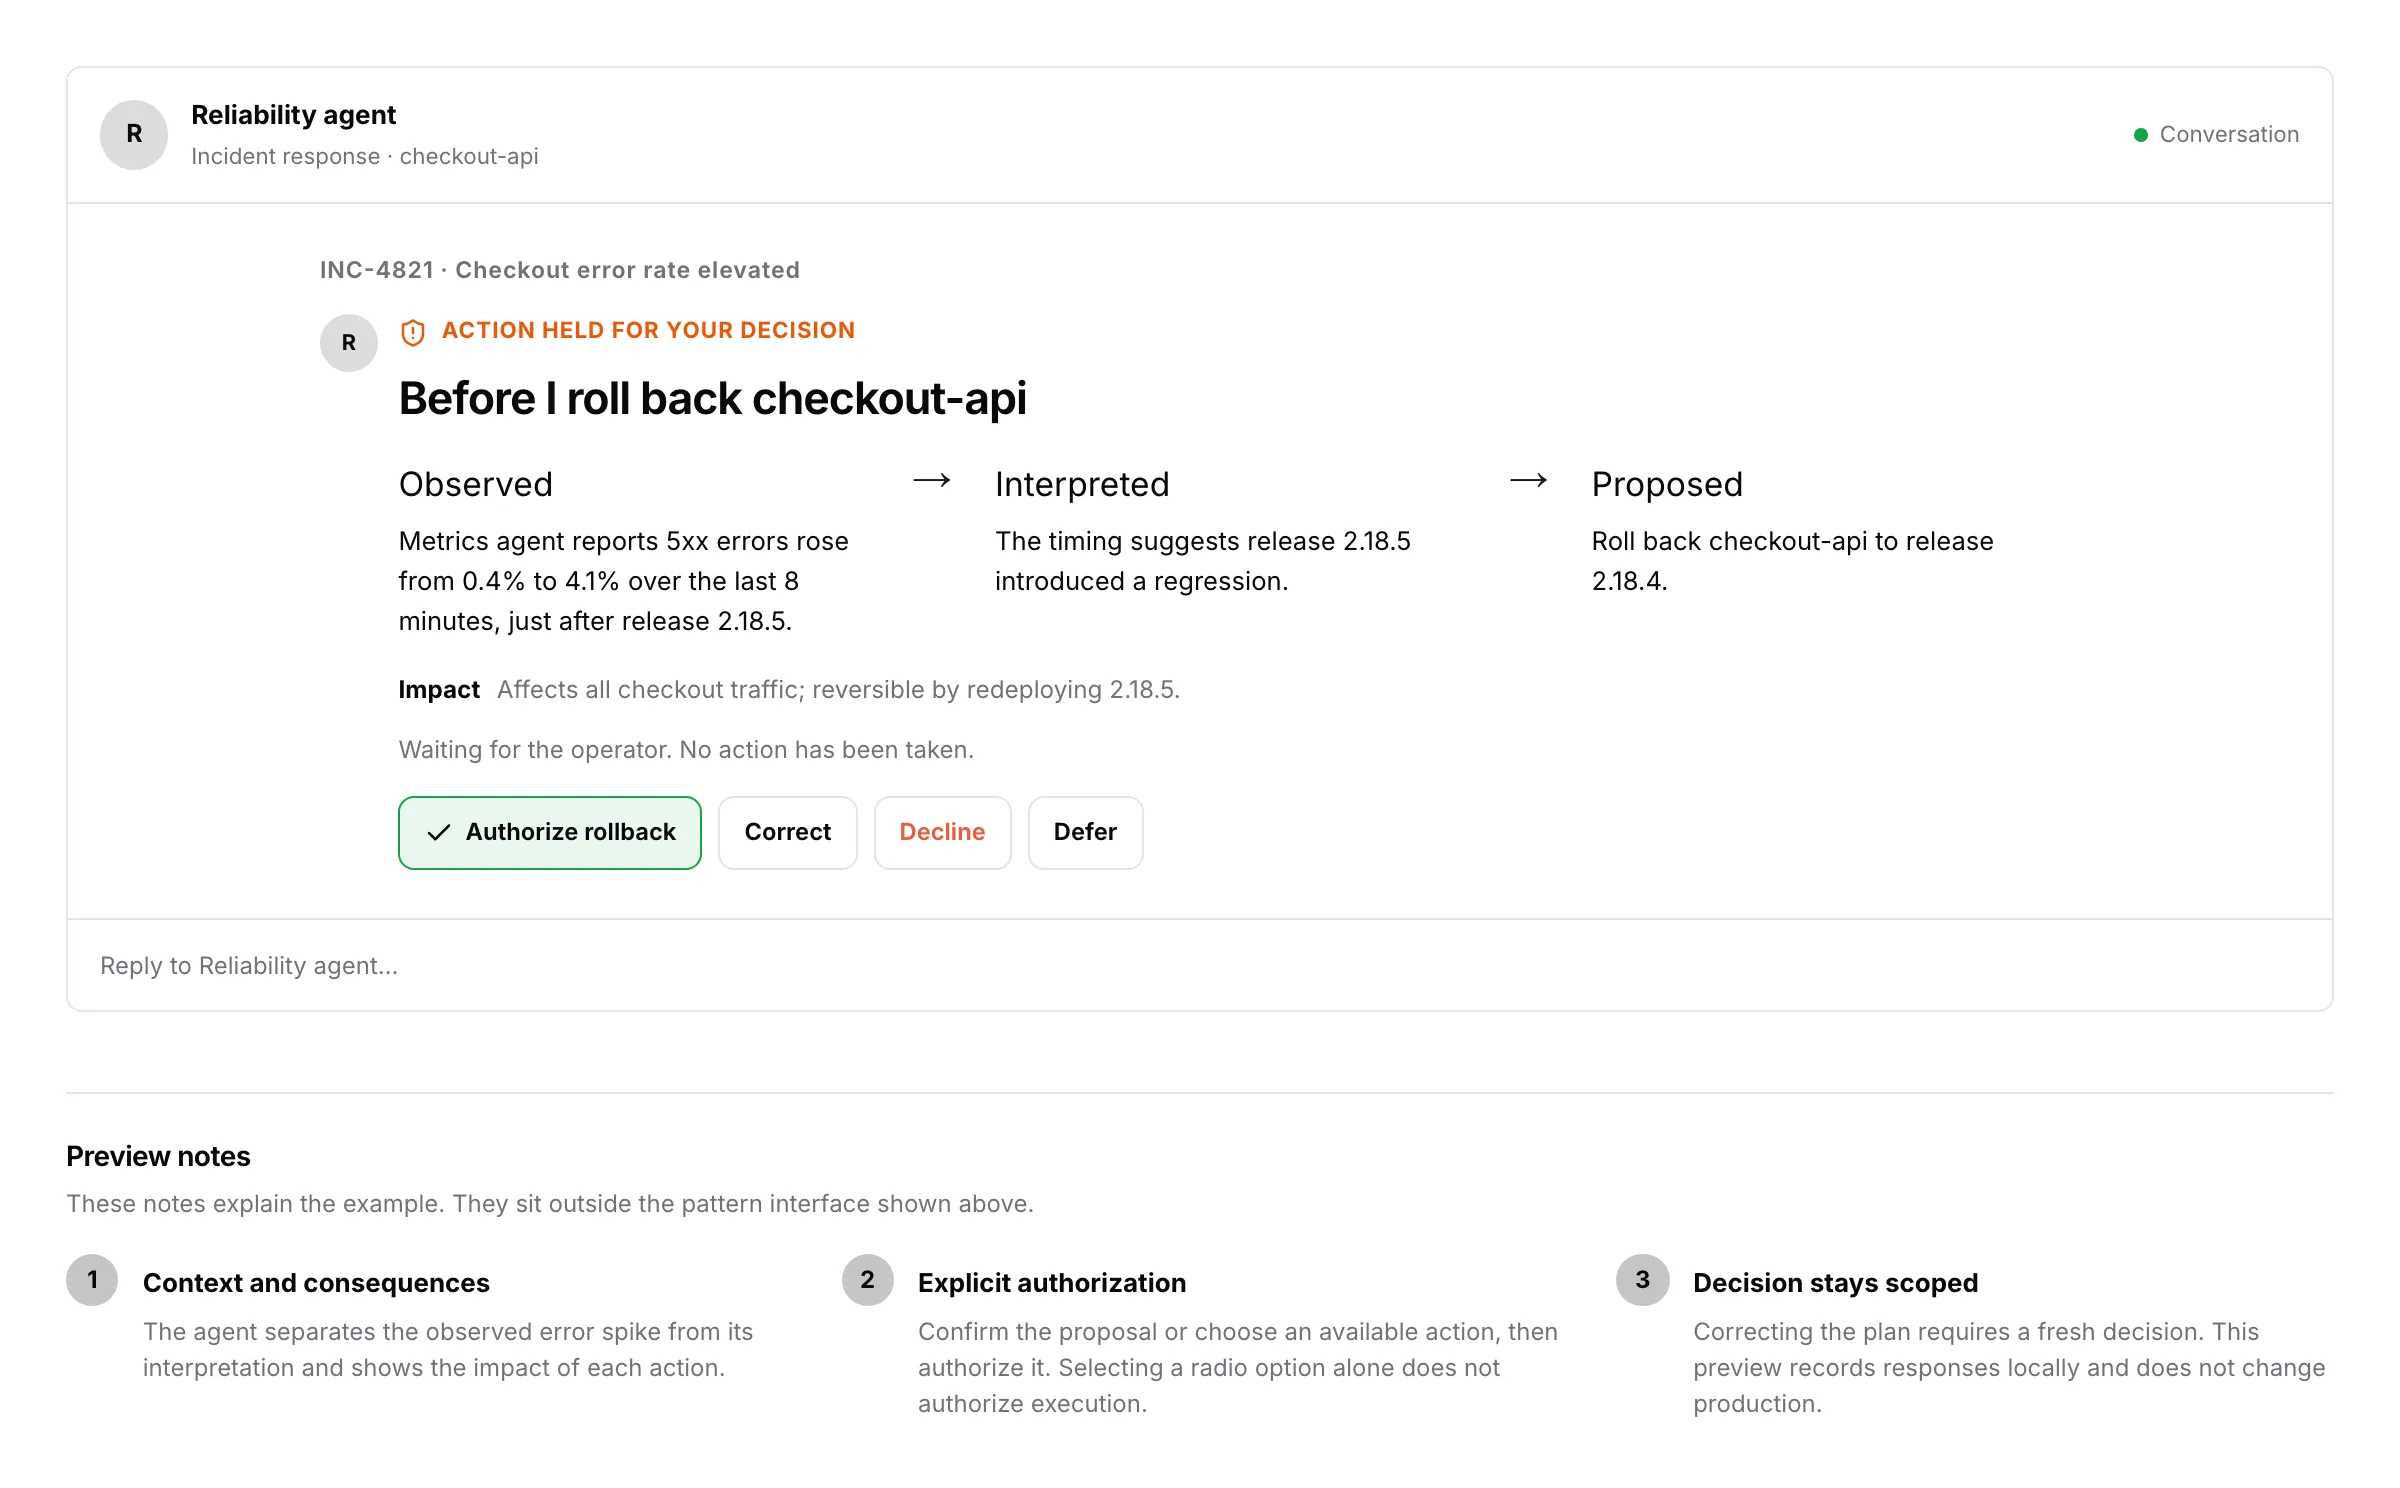 R
Reliability agent
Incident response · checkout-api
Conversation
INC-4821 · Checkout error rate elevated
R
ACTION HELD FOR YOUR DECISION
Before I roll back checkout-api
Observed
→
Interpreted
→
Proposed
Metrics agent reports 5xx errors rose
from 0.4% to 4.1% over the last 8
minutes, just after release 2.18.5.
The timing suggests release 2.18.5
introduced a regression.
Roll back checkout-api to release
2.18.4.
Impact Affects all checkout traffic; reversible by redeploying 2.18.5.
Waiting for the operator. No action has been taken.
Authorize rollback
Correct
Decline
Defer
Reply to Reliability agent...
Preview notes
These notes explain the example. They sit outside the pattern interface shown above.
1
Context and consequences
The agent separates the observed error spike from its
interpretation and shows the impact of each action.
2
Explicit authorization
Confirm the proposal or choose an available action, then
authorize it. Selecting a radio option alone does not
authorize execution.
3
Decision stays scoped
Correcting the plan requires a fresh decision. This
preview records responses locally and does not change
production.